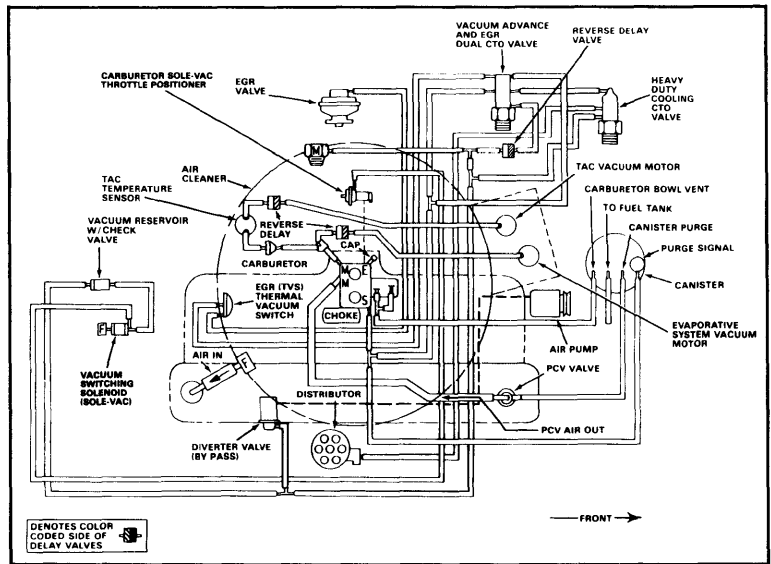 VACUUM ADVANCE
AND EGR
DUAL CTO VALVE
REVERSE DELAY
VALVE
CARBURETOR SOLE-VAC
THROTTLE POSITIONER
EGR
VALVE
HEAVY
DUTY
COOLING
CTO
VALVE
M
AIR
CLEANER
TAC
TEMPERATURE
SENSOR
TAC VACUUM MOTOR
CARBURETOR BOWL VENT
TO FUEL TANK
CANISTER PURGE
PURGE SIGNAL
CANISTER
VACUUM RESERVOIR
W/CHECK
VALVE
REVERSE
DELAY
CAP
CARBURETOR
M
E
M
S
CHOKE
EGR (TVS)
THERMAL
VACUUM
SWITCH
EVAPORATIVE
SYSTEM VACUUM
MOTOR
AIR PUMP
F
VACUUM
SWITCHING
SOLENOID
(SOLE-VAC)
AIR IN
F
PCV VALVE
DISTRIBUTOR
PCV AIR OUT
DIVERTER VALVE
(BY PASS)
DENOTES COLOR
CODED SIDE OF
DELAY VALVES
FRONT